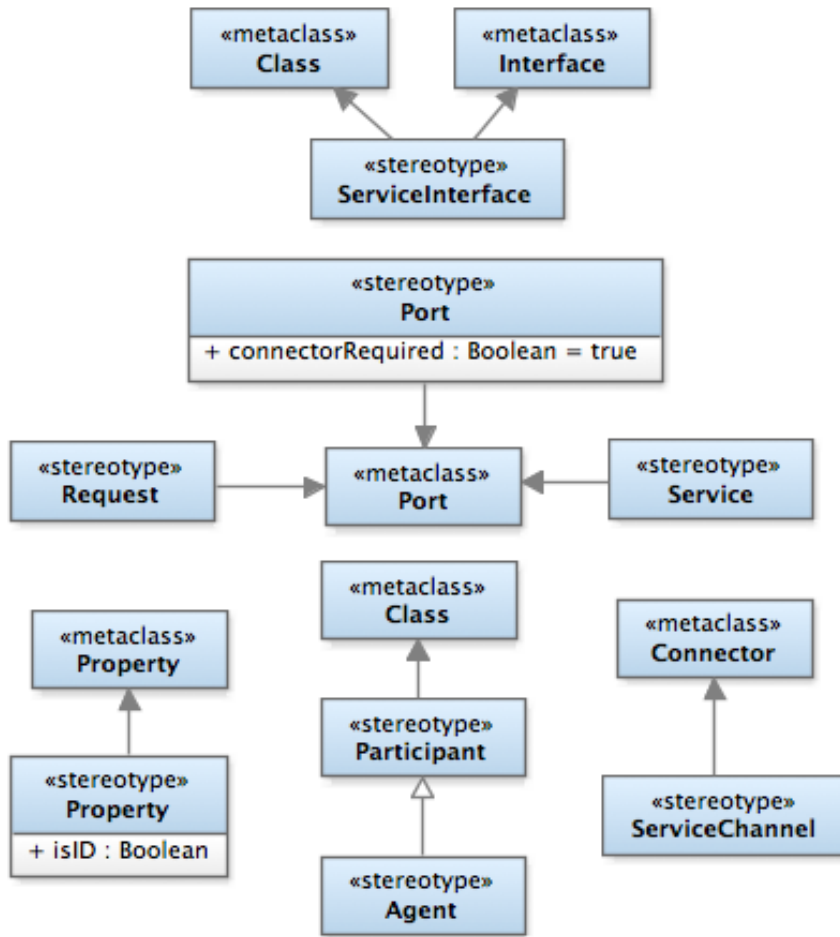 «metaclass»
Class
«metaclass»
Interface
«stereotype»
ServiceInterface
«stereotype»
Port
+ connectorRequired : Boolean = true
«stereotype»
Request
«metaclass»
Port
«stereotype»
Service
«metaclass»
Class
«metaclass»
Property
«metaclass»
Connector
«stereotype»
Participant
«stereotype»
Property
+ isID : Boolean
«stereotype»
ServiceChannel
«stereotype»
Agent